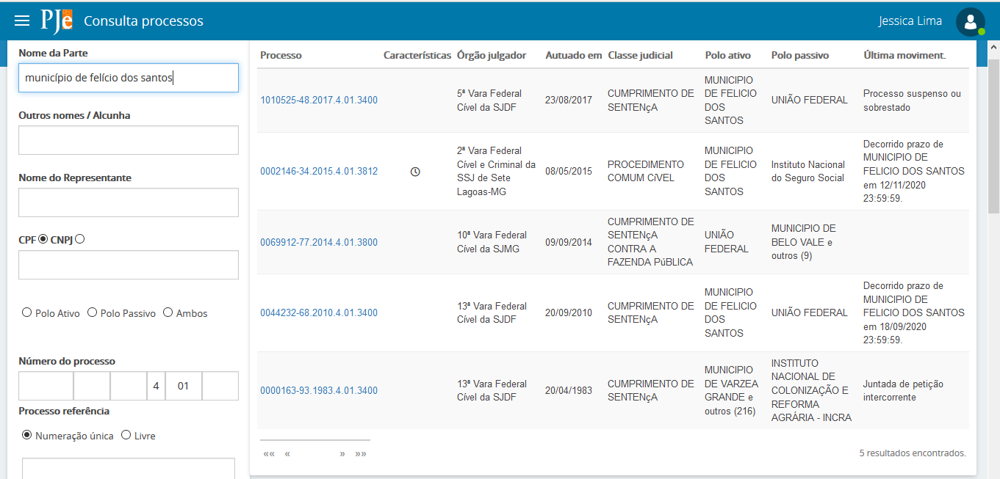 PJe Consulta processos
Jessica Lima
Nome da Parte
município de felício dos santos
Outros nomes / Alcunha
Nome do Representante
CPF CNPJ
Polo Ativo Polo Passivo Ambos
Número do processo
4 01
Processo referência
Numeração única Livre
Processo Características Órgão julgador Autuado em Classe judicial Polo ativo Polo passivo Última moviment.
1010525-48.2017.4.01.3400
5ª Vara Federal
Cível da SJDF
23/08/2017
CUMPRIMENTO DE
SENTENçA
MUNICIPIO
DE FELICIO
DOS
SANTOS
UNIÃO FEDERAL
Processo suspenso ou
sobrestado
0002146-34.2015.4.01.3812
2ª Vara Federal
Cível e Criminal da
SSJ de Sete
Lagoas-MG
08/05/2015
PROCEDIMENTO
COMUM CíVEL
MUNICIPIO
DE FELICIO
DOS
SANTOS
Instituto Nacional
do Seguro Social
Decorrido prazo de
MUNICIPIO DE
FELICIO DOS SANTOS
em 12/11/2020
23:59:59.
0069912-77.2014.4.01.3800
10ª Vara Federal
Cível da SJMG
09/09/2014
CUMPRIMENTO DE
SENTENçA
CONTRA A
FAZENDA PúBLICA
UNIÃO
FEDERAL
MUNICIPIO DE
BELO VALE e
outros (9)
0044232-68.2010.4.01.3400
13ª Vara Federal
Cível da SJDF
20/09/2010
CUMPRIMENTO DE
SENTENçA
MUNICIPIO
DE FELICIO
DOS
SANTOS
UNIÃO FEDERAL
Decorrido prazo de
MUNICIPIO DE
FELICIO DOS SANTOS
em 18/09/2020
23:59:59.
0000163-93.1983.4.01.3400
13ª Vara Federal
Cível da SJDF
20/04/1983
CUMPRIMENTO DE
SENTENçA
MUNICIPIO
DE VARZEA
GRANDE e
outros (216)
INSTITUTO
NACIONAL DE
COLONIZAÇÃO E
REFORMA
AGRÁRIA - INCRA
Juntada de petição
intercorrente
«« « » »»
5 resultados encontrados.